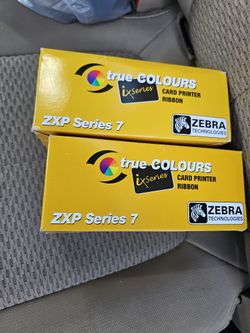 true COLOURS
ix Series
CARD PRINTER
RIBBON
ZXP Series 7
ZEBRA
TECHNOLOGIES
true COLOURS
ix Series
CARD PRINTER
RIBBON
ZXP Series 7
ZEBRA
TECHNOLOGIES